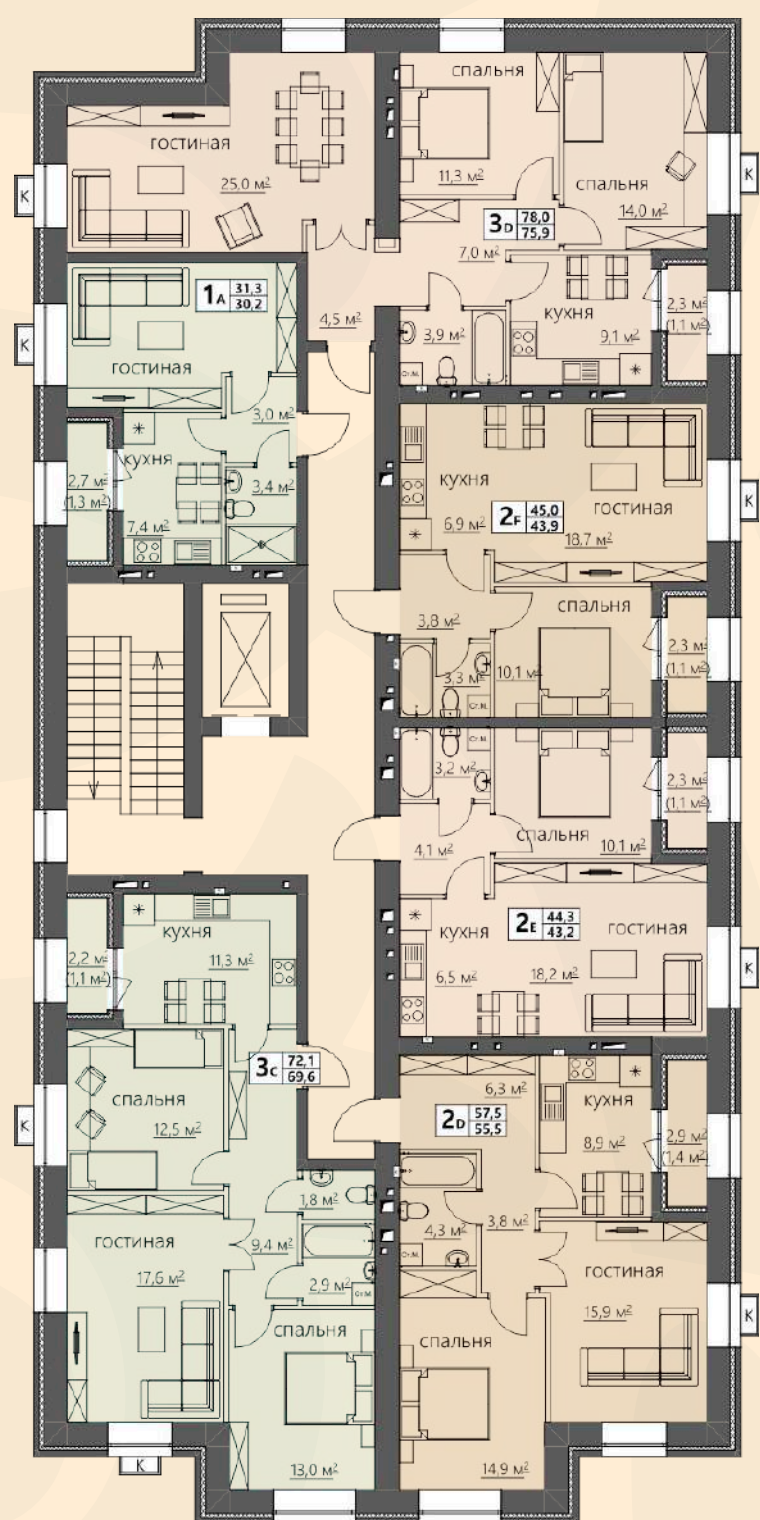 гостиная
25,0 м²
4,5 м²
спальня
11,3 м²
спальня
14,0 м²
3D 78,0
75,9
7,0 м²
3,9 м²
Ст.М.
кухня
9,1 м²
2,3 м²
(1,1 м²)
К
К
1А 31,3
30,2
гостиная
3,0 м²
кухня
7,4 м²
3,4 м²
2,7 м²
(1,3 м²)
К
кухня
6,9 м²
2F 45,0
43,9
гостиная
18,7 м²
К
3,8 м²
3,3 м²
Ст.М.
спальня
10,1 м²
2,3 м²
(1,1 м²)
3,2 м²
Ст.М.
4,1 м²
спальня
10,1 м²
2,3 м²
(1,1 м²)
кухня
6,5 м²
2E 44,3
43,2
гостиная
18,2 м²
К
2,2 м²
(1,1 м²)
кухня
11,3 м²
3С 72,1
69,6
спальня
12,5 м²
К
гостиная
17,6 м²
9,4 м²
1,8 м²
2,9 м²
Ст.М.
спальня
13,0 м²
К
6,3 м²
2D 57,5
55,5
кухня
8,9 м²
2,9 м²
(1,4 м²)
4,3 м²
Ст.М.
3,8 м²
гостиная
15,9 м²
К
спальня
14,9 м²